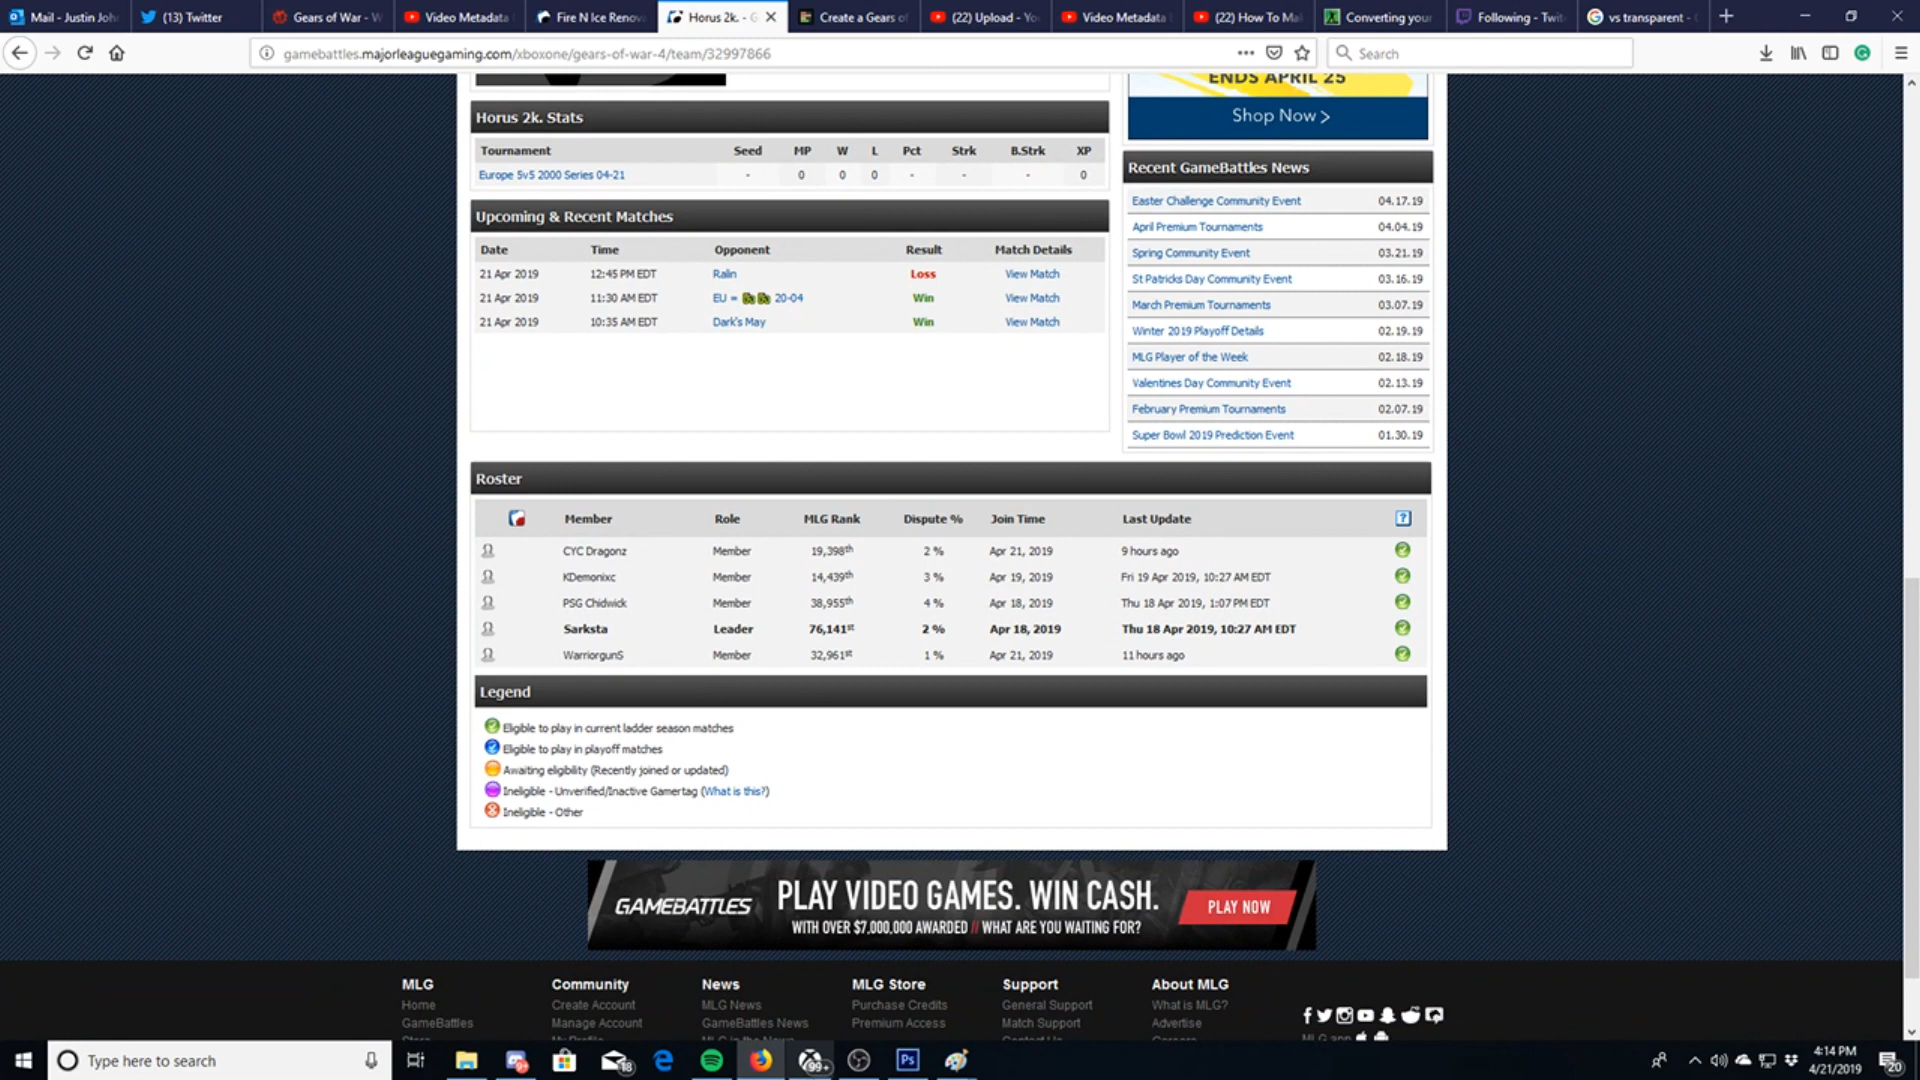 Mail - Justin Joh
(13) Twitter
Gears of War - W
Video Metadata
Fire N Ice Renov
Horus 2k. - G
Create a Gears of
(22) Upload - Yo
Video Metadata
(22) How To Ma
Converting your
Following - Twit
vs transparent -
gamebattles.majorleaguegaming.com/xboxone/gears-of-war-4/team/32997866
Search
ENDS APRIL 25
Shop Now >
Horus 2k. Stats
Tournament Seed MP W L Pct Strk B.Strk XP
Europe 5v5 2000 Series 04-21 - 0 0 0 - - - 0
Upcoming & Recent Matches
Date Time Opponent Result Match Details
21 Apr 2019 12:45 PM EDT Ralin Loss View Match
21 Apr 2019 11:30 AM EDT EU = 20-04 Win View Match
21 Apr 2019 10:35 AM EDT Dark's May Win View Match
Recent GameBattles News
Easter Challenge Community Event 04.17.19
April Premium Tournaments 04.04.19
Spring Community Event 03.21.19
St Patricks Day Community Event 03.16.19
March Premium Tournaments 03.07.19
Winter 2019 Playoff Details 02.19.19
MLG Player of the Week 02.18.19
Valentines Day Community Event 02.13.19
February Premium Tournaments 02.07.19
Super Bowl 2019 Prediction Event 01.30.19
Roster
Member Role MLG Rank Dispute % Join Time Last Update ?
CYC Dragonz Member 19,398th 2 % Apr 21, 2019 9 hours ago
KDemonixc Member 14,439th 3 % Apr 19, 2019 Fri 19 Apr 2019, 10:27 AM EDT
PSG Chidwick Member 38,955th 4 % Apr 18, 2019 Thu 18 Apr 2019, 1:07 PM EDT
Sarksta Leader 76,141st 2 % Apr 18, 2019 Thu 18 Apr 2019, 10:27 AM EDT
WarriorgunS Member 32,961st 1 % Apr 21, 2019 11 hours ago
Legend
Eligible to play in current ladder season matches
Eligible to play in playoff matches
Awaiting eligibility (Recently joined or updated)
Ineligible - Unverified/Inactive Gamertag (What is this?)
Ineligible - Other
GAMEBATTLES
PLAY VIDEO GAMES. WIN CASH.
WITH OVER $7,000,000 AWARDED // WHAT ARE YOU WAITING FOR?
PLAY NOW
MLG Community News MLG Store Support About MLG
Home Create Account MLG News Purchase Credits General Support What is MLG?
GameBattles Manage Account GameBattles News Premium Access Match Support Advertise
MLG app
Type here to search
18
99+
Ps
4:14 PM
4/21/2019
20